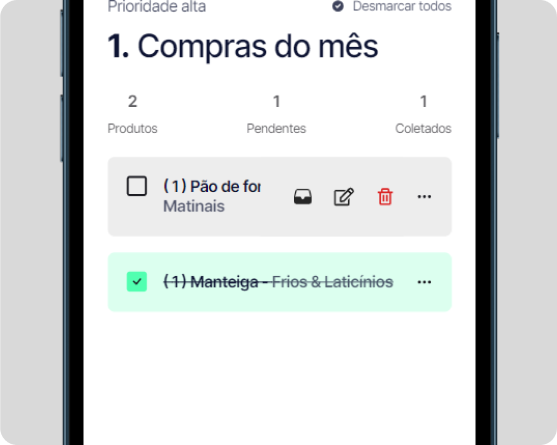 Prioridade alta
Desmarcar todos
1. Compras do mês
2
1
1
Produtos
Pendentes
Coletados
(1) Pão de for
Matinais
(1) Manteiga - Frios & Laticínios